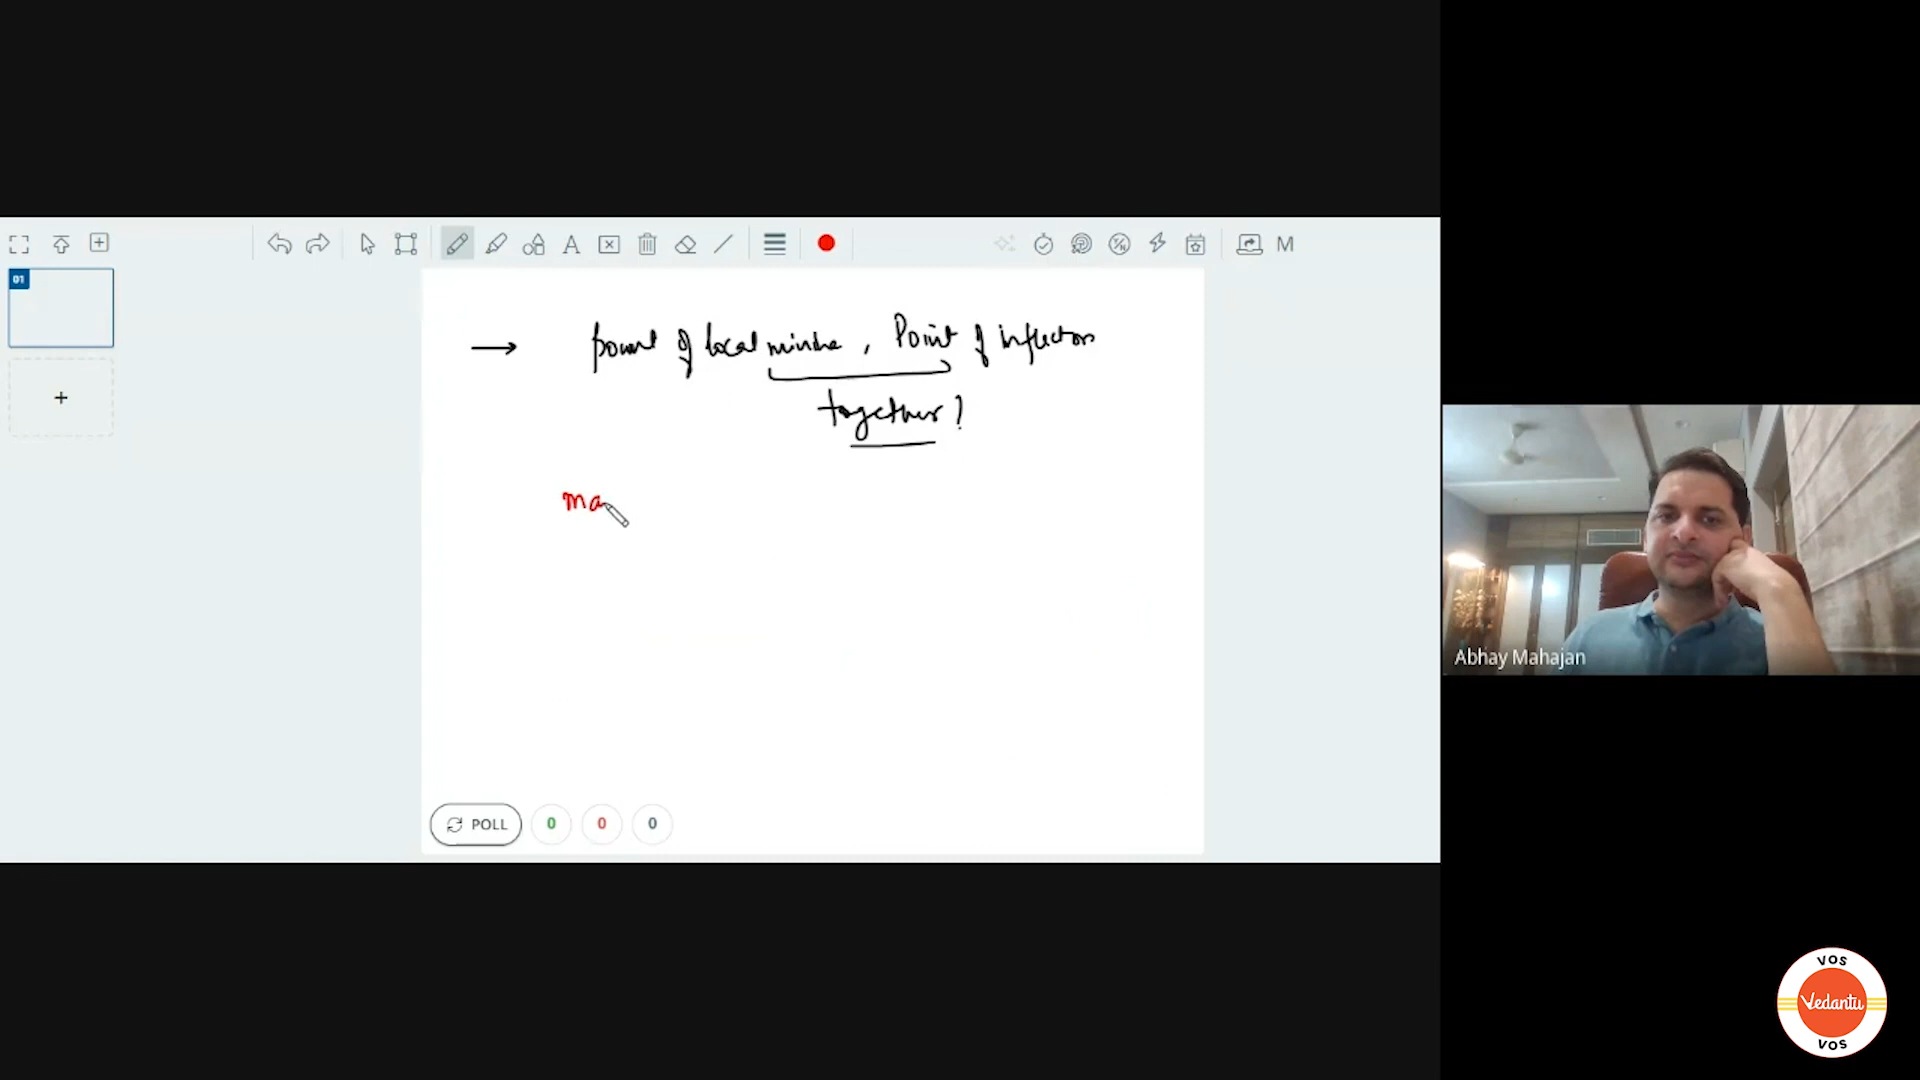 M
01
→ point of local minima , Point of inflection
together ?
ma
+
POLL 0 0 0
Abhay Mahajan
VOS
Vedantu
VOS